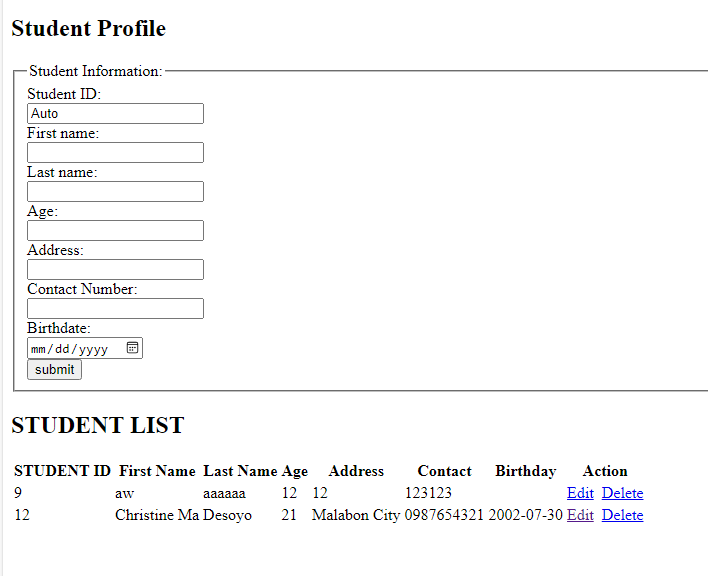 Student Profile
Student Information:
Student ID:
Auto
First name:
Last name:
Age:
Address:
Contact Number:
Birthdate:
mm/dd/yyyy
submit
STUDENT LIST
STUDENT ID First Name Last Name Age Address Contact Birthday Action
9 aw aaaaaa 12 12 123123 Edit Delete
12 Christine Ma Desoyo 21 Malabon City 0987654321 2002-07-30 Edit Delete